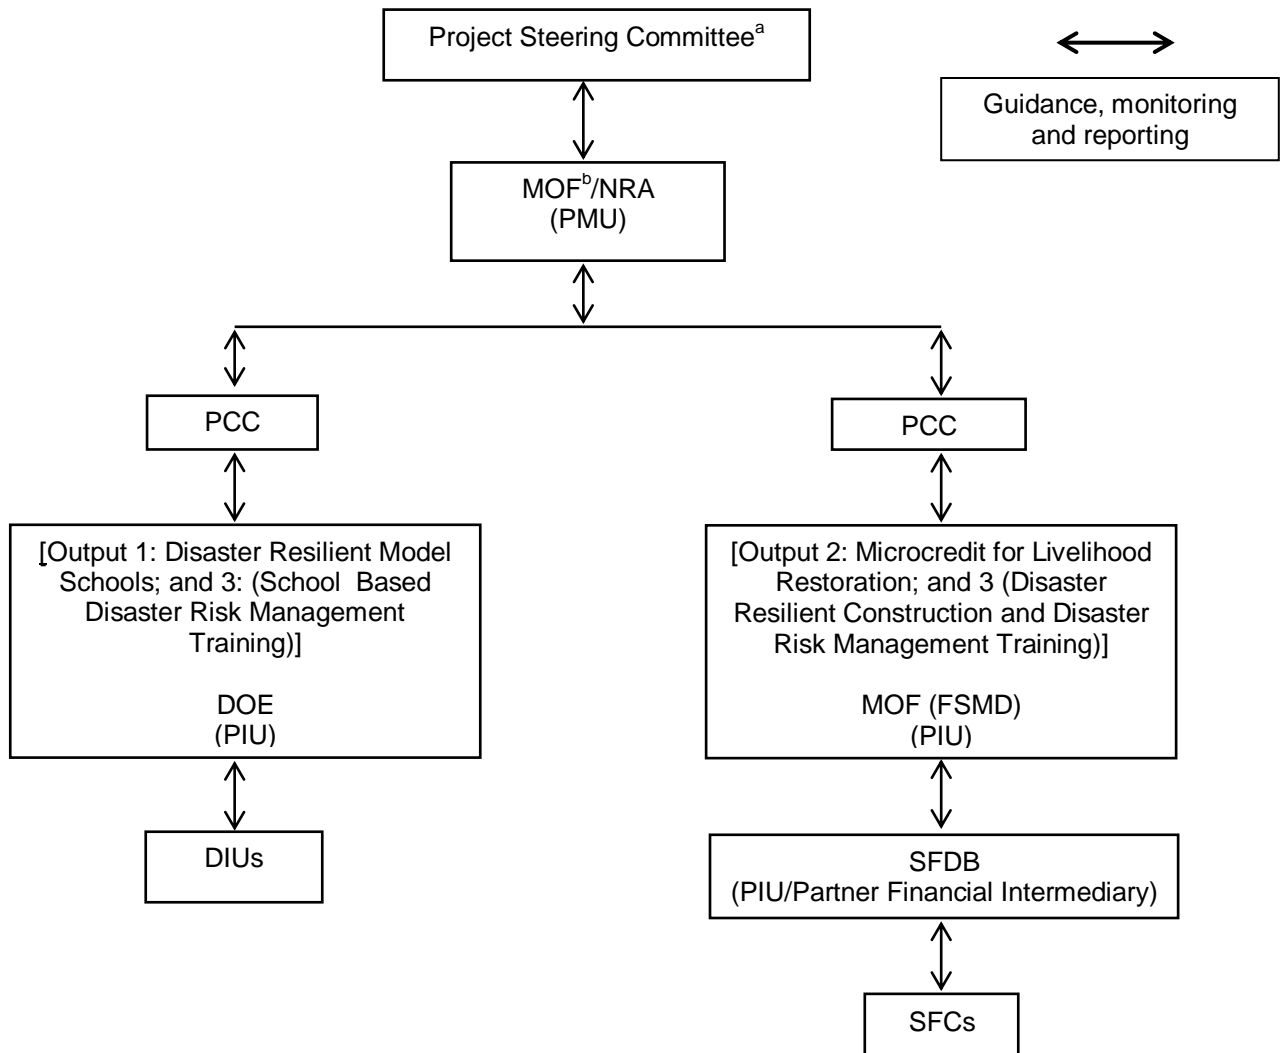 Project Steering Committeeᵃ
Guidance, monitoring
and reporting
MOFᵇ/NRA
(PMU)
PCC
PCC
[Output 1: Disaster Resilient Model
Schools; and 3: (School  Based
Disaster Risk Management
Training)]
DOE
(PIU)
[Output 2: Microcredit for Livelihood
Restoration; and 3 (Disaster
Resilient Construction and Disaster
Risk Management Training)]
MOF (FSMD)
(PIU)
DIUs
SFDB
(PIU/Partner Financial Intermediary)
SFCs